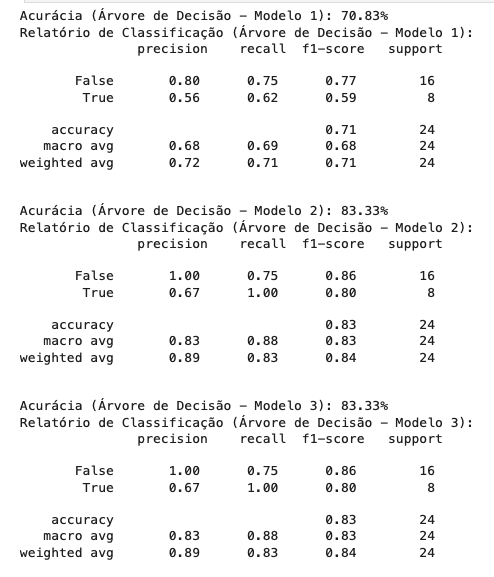 Acurácia (Árvore de Decisão – Modelo 1): 70.83%
Relatório de Classificação (Árvore de Decisão – Modelo 1):
precision recall f1-score support
False 0.80 0.75 0.77 16
True 0.56 0.62 0.59 8
accuracy 0.71 24
macro avg 0.68 0.69 0.68 24
weighted avg 0.72 0.71 0.71 24
Acurácia (Árvore de Decisão – Modelo 2): 83.33%
Relatório de Classificação (Árvore de Decisão – Modelo 2):
precision recall f1-score support
False 1.00 0.75 0.86 16
True 0.67 1.00 0.80 8
accuracy 0.83 24
macro avg 0.83 0.88 0.83 24
weighted avg 0.89 0.83 0.84 24
Acurácia (Árvore de Decisão – Modelo 3): 83.33%
Relatório de Classificação (Árvore de Decisão – Modelo 3):
precision recall f1-score support
False 1.00 0.75 0.86 16
True 0.67 1.00 0.80 8
accuracy 0.83 24
macro avg 0.83 0.88 0.83 24
weighted avg 0.89 0.83 0.84 24